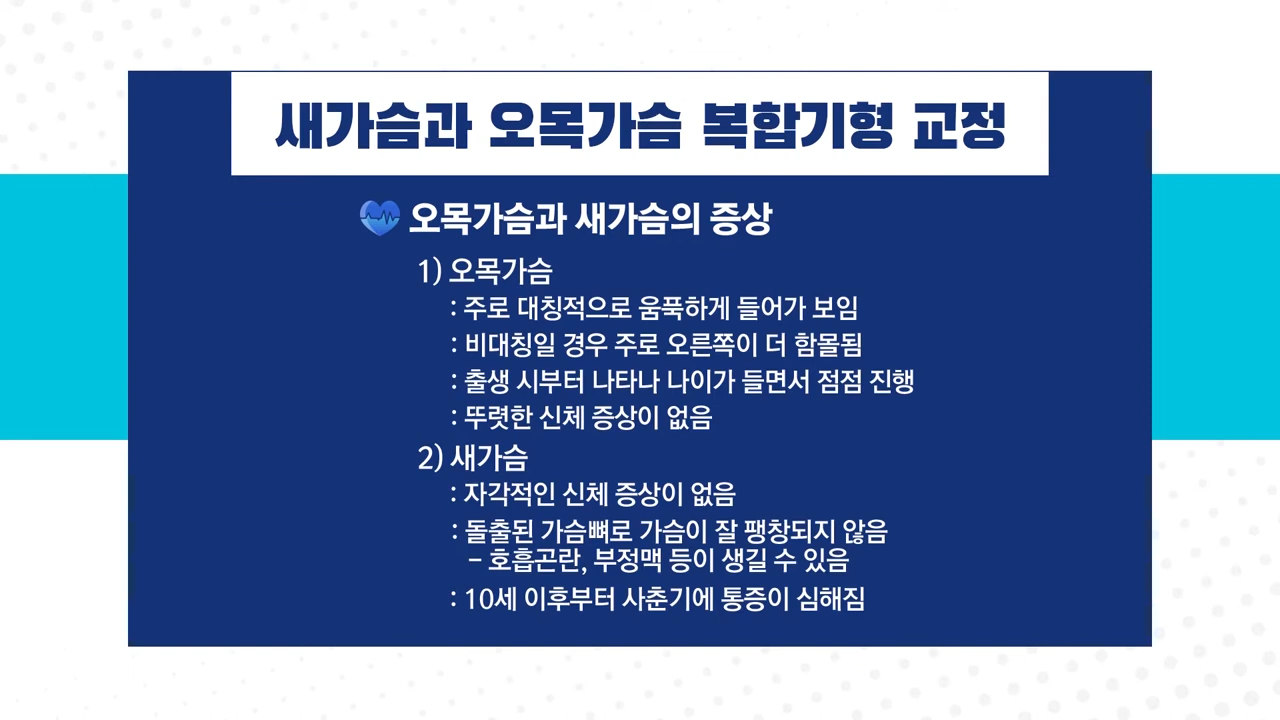 새가슴과 오목가슴 복합기형 교정
오목가슴과 새가슴의 증상
1) 오목가슴
: 주로 대칭적으로 움푹하게 들어가 보임
: 비대칭일 경우 주로 오른쪽이 더 함몰됨
: 출생 시부터 나타나 나이가 들면서 점점 진행
: 뚜렷한 신체 증상이 없음
2) 새가슴
: 자각적인 신체 증상이 없음
: 돌출된 가슴뼈로 가슴이 잘 팽창되지 않음
- 호흡곤란, 부정맥 등이 생길 수 있음
: 10세 이후부터 사춘기에 통증이 심해짐